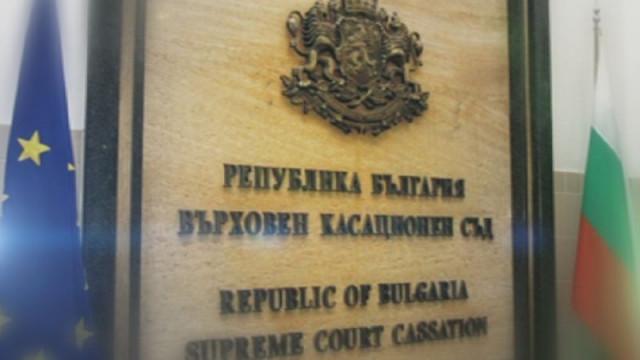 РЕПУБЛИКА БЪЛГАРИЯ
ВЪРХОВЕН КАСАЦИОНЕН СЪД
REPUBLIC OF BULGARIA
SUPREME COURT CASSATION